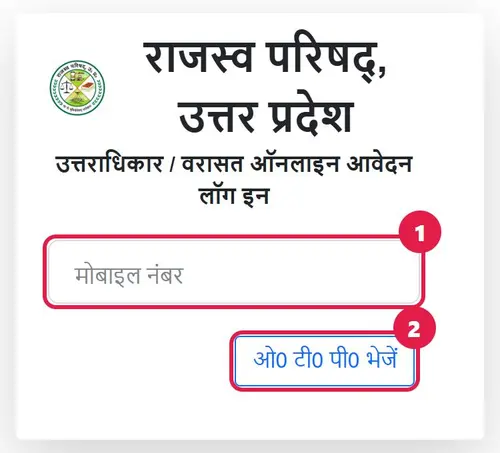 राजस्व परिषद्,
उत्तर प्रदेश
उत्तराधिकार / वरासत ऑनलाइन आवेदन
लॉग इन
1
मोबाइल नंबर
2
ओ0 टी0 पी0 भेजें